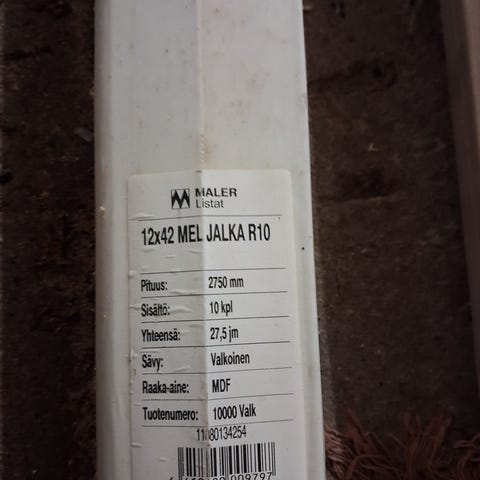 MALER
Listat
12x42 MEL JALKA R10
Pituus: 2750 mm
Sisältö: 10 kpl
Yhteensä: 27,5 jm
Sävy: Valkoinen
Raaka-aine: MDF
Tuotenumero: 10000 Valk
11080134254
009797